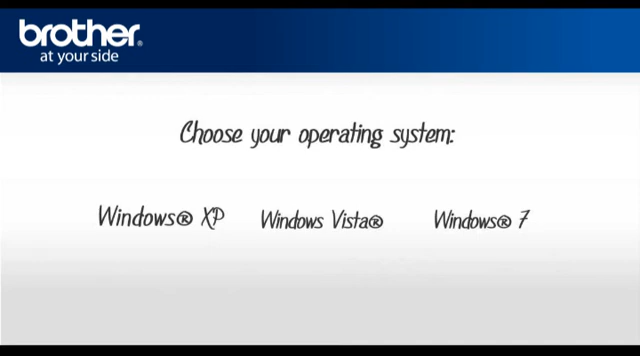 brother®
at your side
Choose your operating system:
Windows® XP Windows Vista® Windows® 7